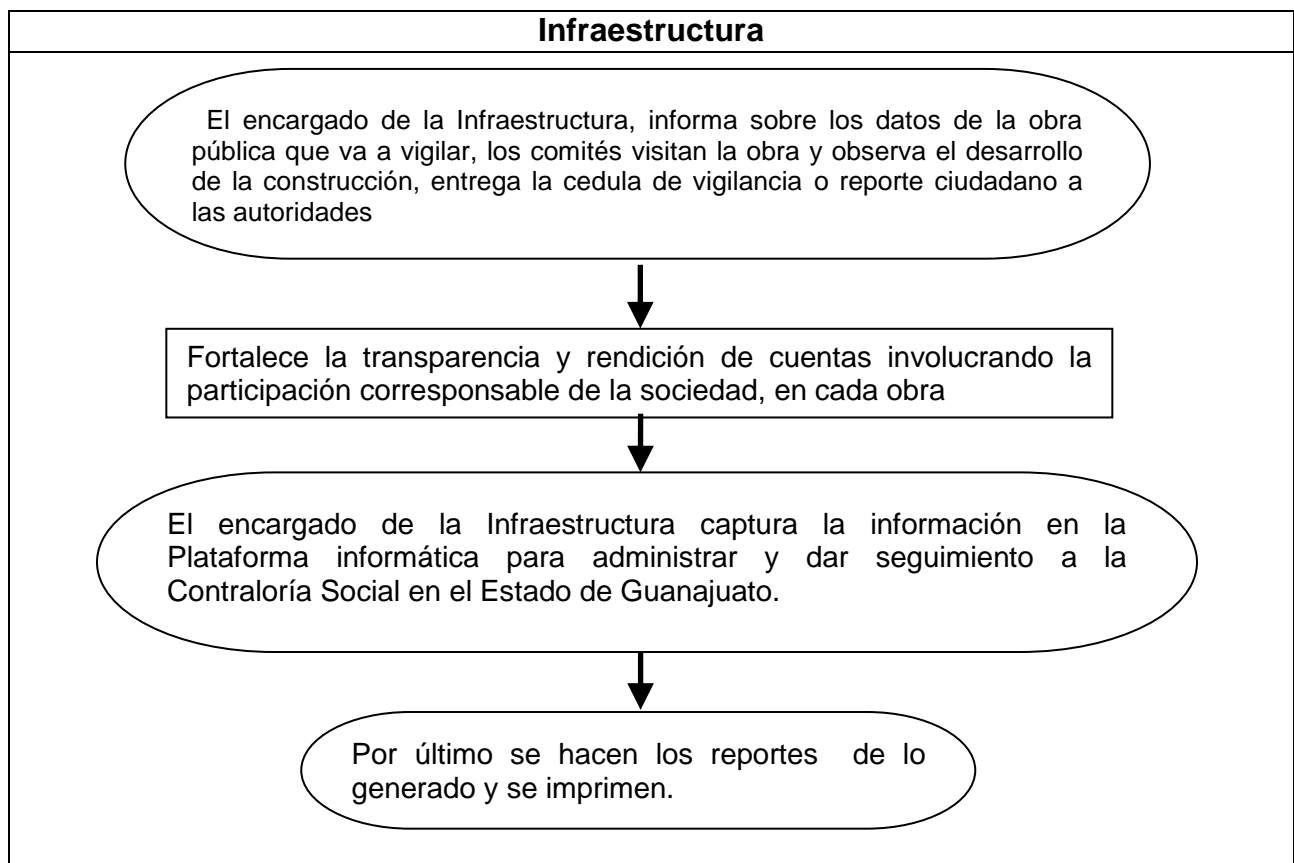 Infraestructura
El encargado de la Infraestructura, informa sobre los datos de la obra
pública que va a vigilar, los comités visitan la obra y observa el desarrollo
de la construcción, entrega la cedula de vigilancia o reporte ciudadano a
las autoridades
Fortalece la transparencia y rendición de cuentas involucrando la
participación corresponsable de la sociedad, en cada obra
El encargado de la Infraestructura captura la información en la
Plataforma informática para administrar y dar seguimiento a la
Contraloría Social en el Estado de Guanajuato.
Por último se hacen los reportes de lo
generado y se imprimen.